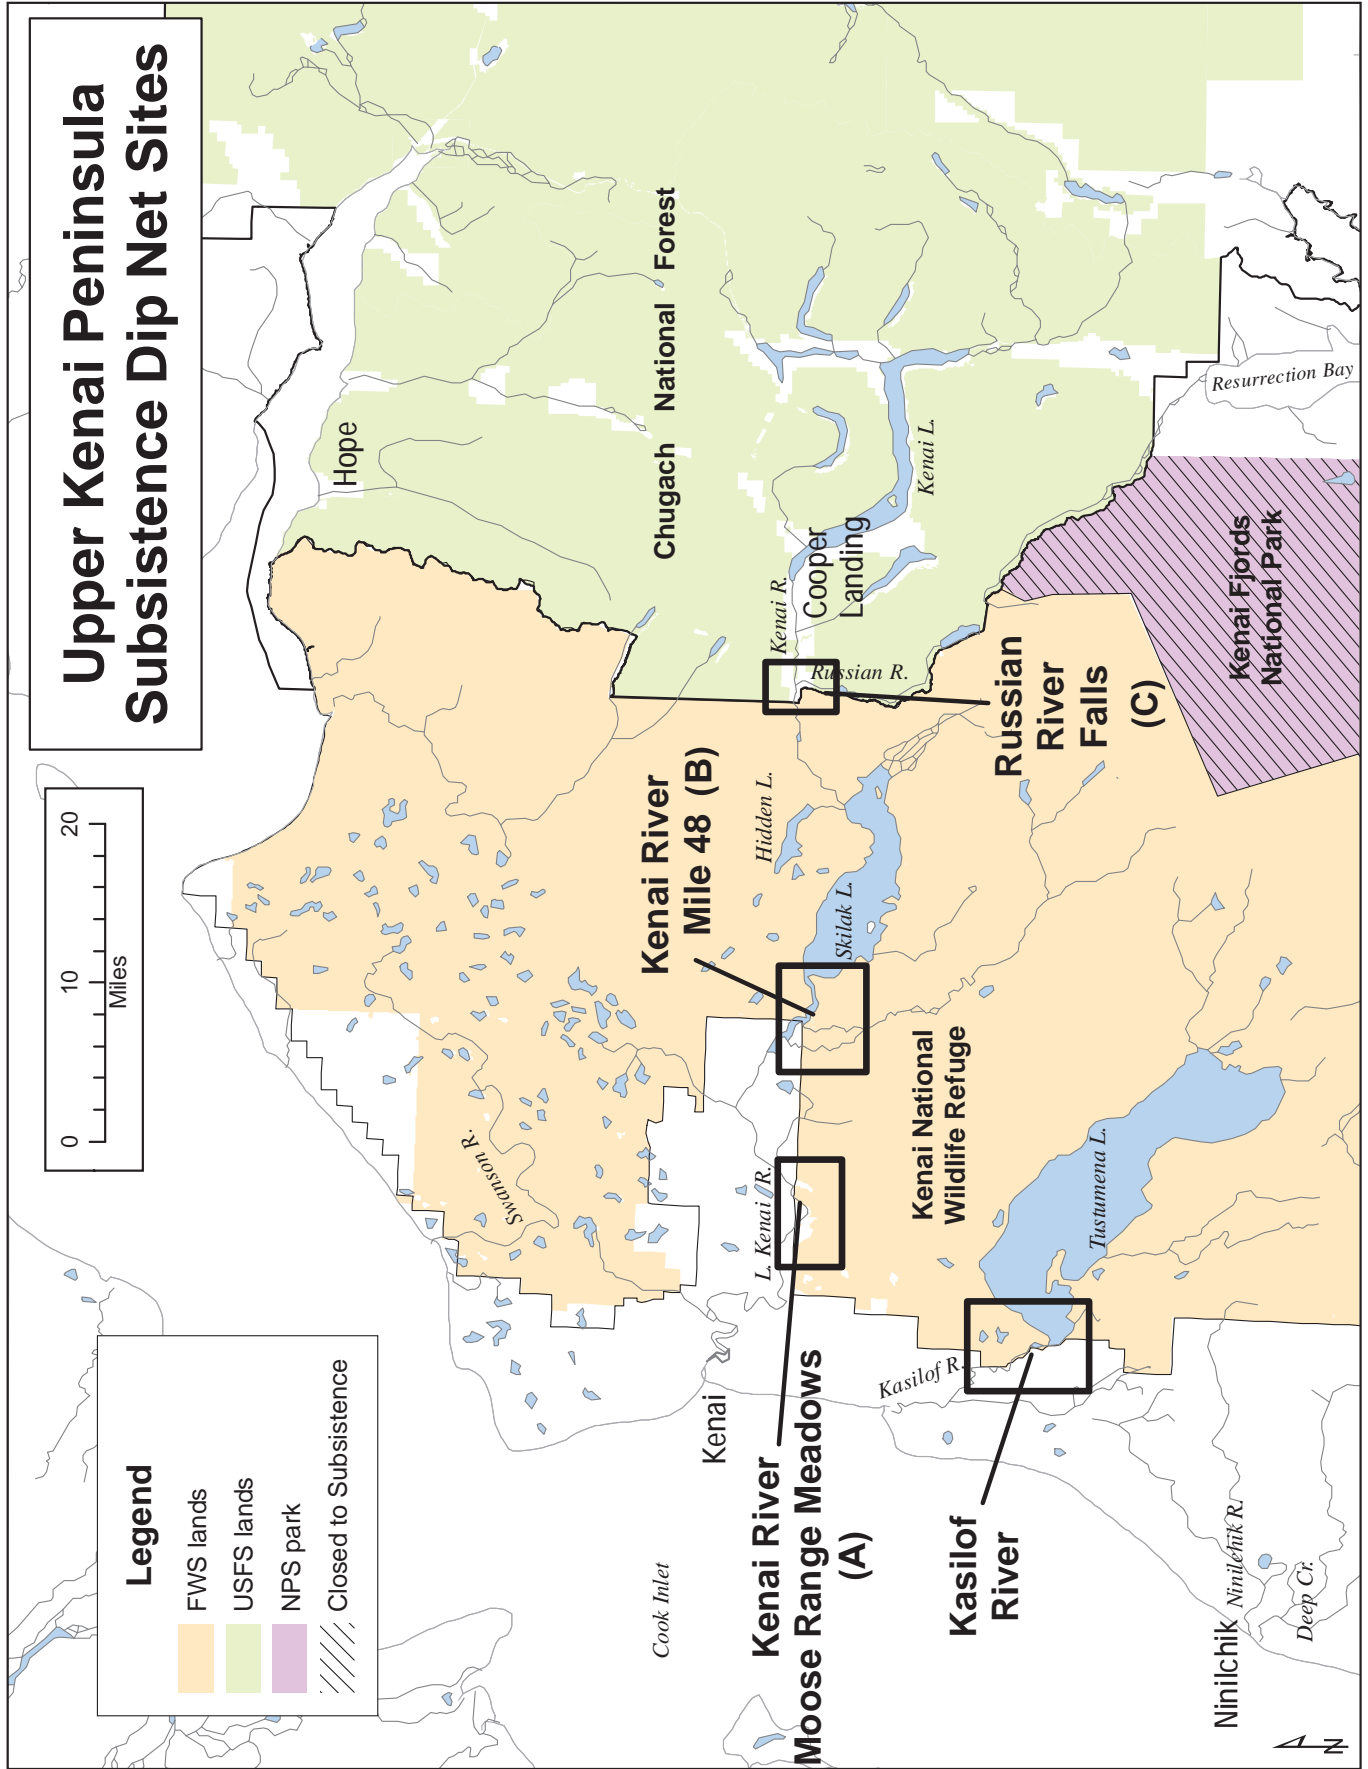 Upper Kenai Peninsula
Subsistence Dip Net Sites
0
10
20
Miles
Legend
FWS lands
USFS lands
NPS park
Closed to Subsistence
Hope
Chugach National Forest
Swanson R.
Kenai River
Mile 48 (B)
Cook Inlet
Kenai
L. Kenai R.
Hidden L.
Kenai R.
Cooper
Landing
Kenai L.
Kenai River
Moose Range Meadows
(A)
Skilak L.
Russian R.
Kasilof R.
Kenai National
Wildlife Refuge
Russian
River
Falls
(C)
Kasilof
River
Tustumena L.
Resurrection Bay
Kenai Fjords
National Park
Ninilchik
Ninilchik R.
Deep Cr.
N